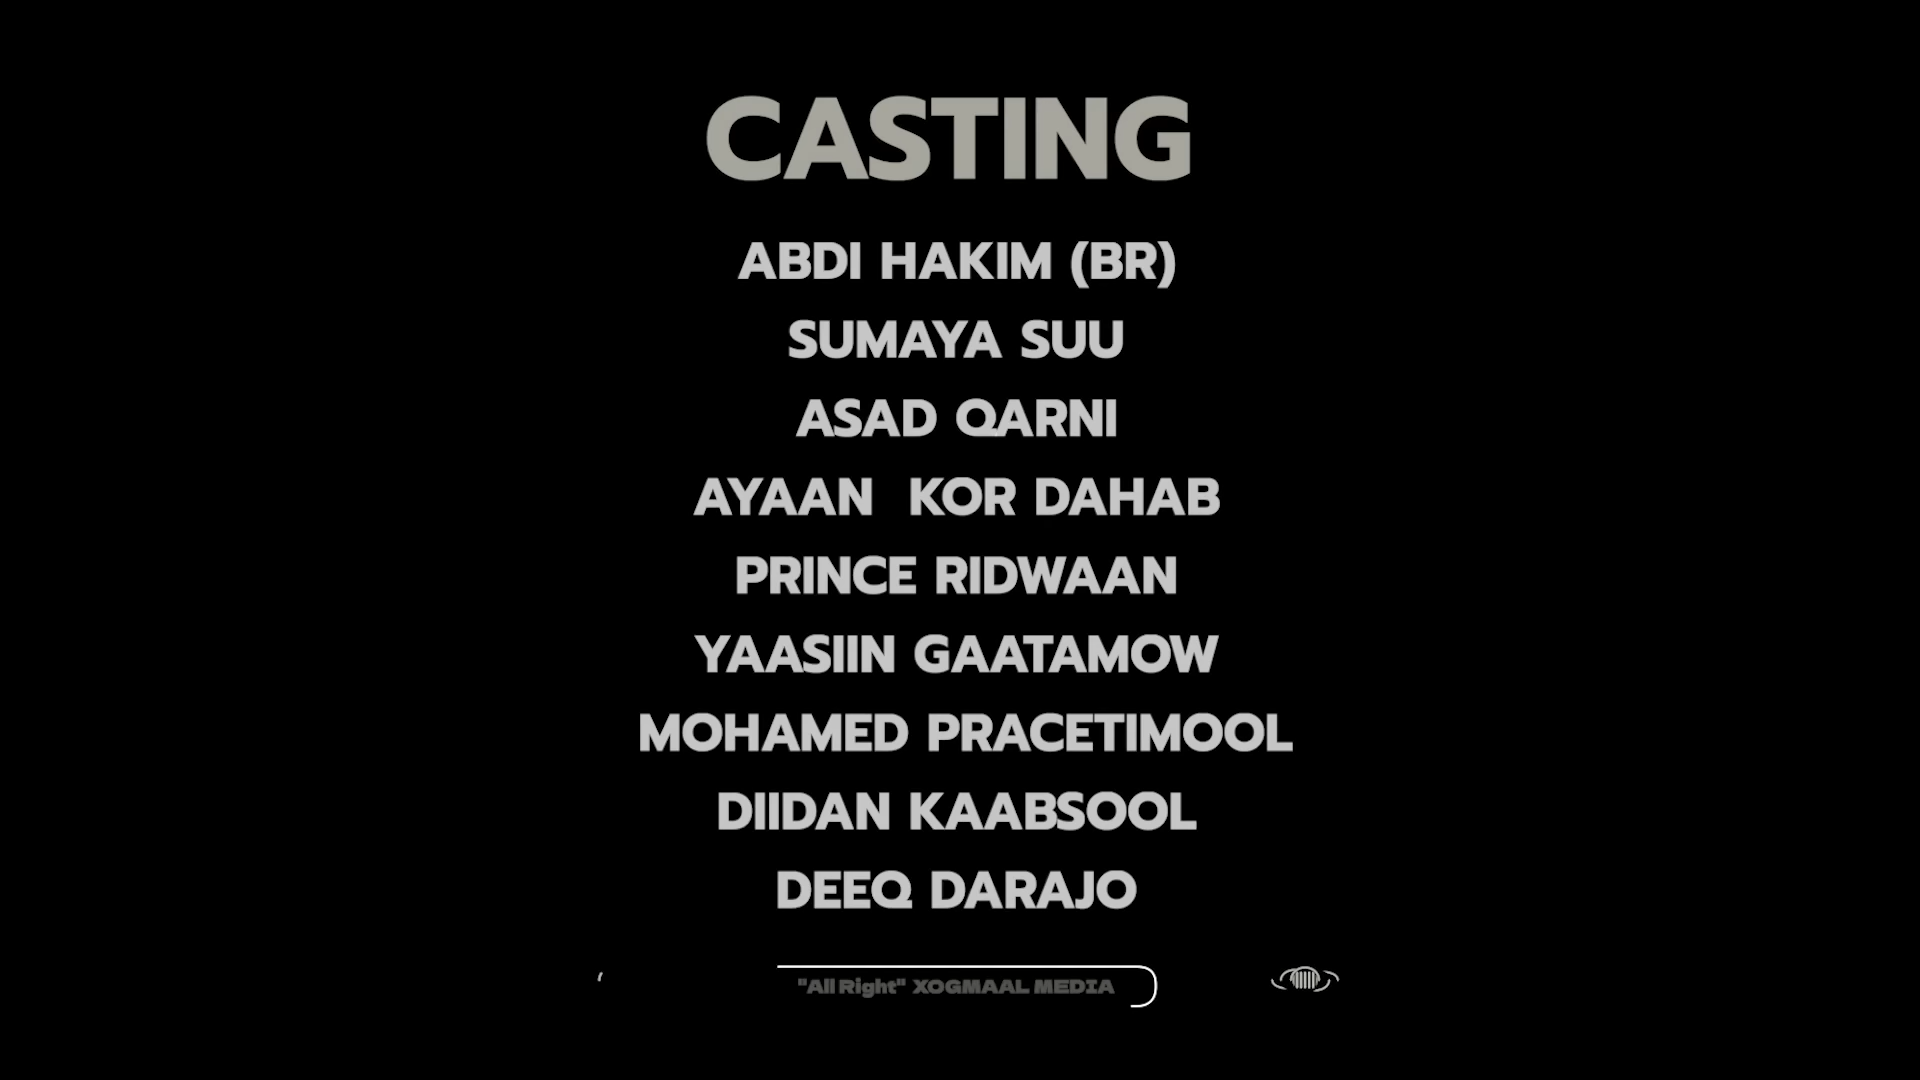 CASTING
ABDI HAKIM (BR)
SUMAYA SUU
ASAD QARNI
AYAAN  KOR DAHAB
PRINCE RIDWAAN
YAASIIN GAATAMOW
MOHAMED PRACETIMOOL
DIIDAN KAABSOOL
DEEQ DARAJO
"All Right" XOGMAAL MEDIA